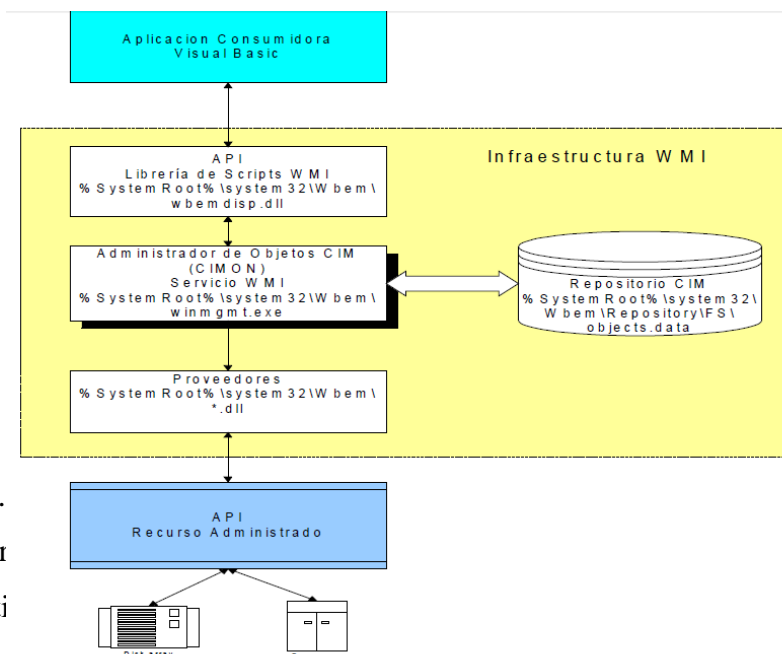 Aplicacion Consumidora
Visual Basic
Infraestructura WMI
API
Librería de Scripts WMI
%SystemRoot%\system32\Wbem\
wbemdisp.dll
Administrador de Objetos CIM
(CIMON)
Servicio WMI
%SystemRoot%\system32\Wbem\
winmgmt.exe
Repositorio CIM
%SystemRoot%\system32\
Wbem\Repository\FS\
objects.data
Proveedores
%SystemRoot%\system32\Wbem\
*.dll
API
Recurso Administrado